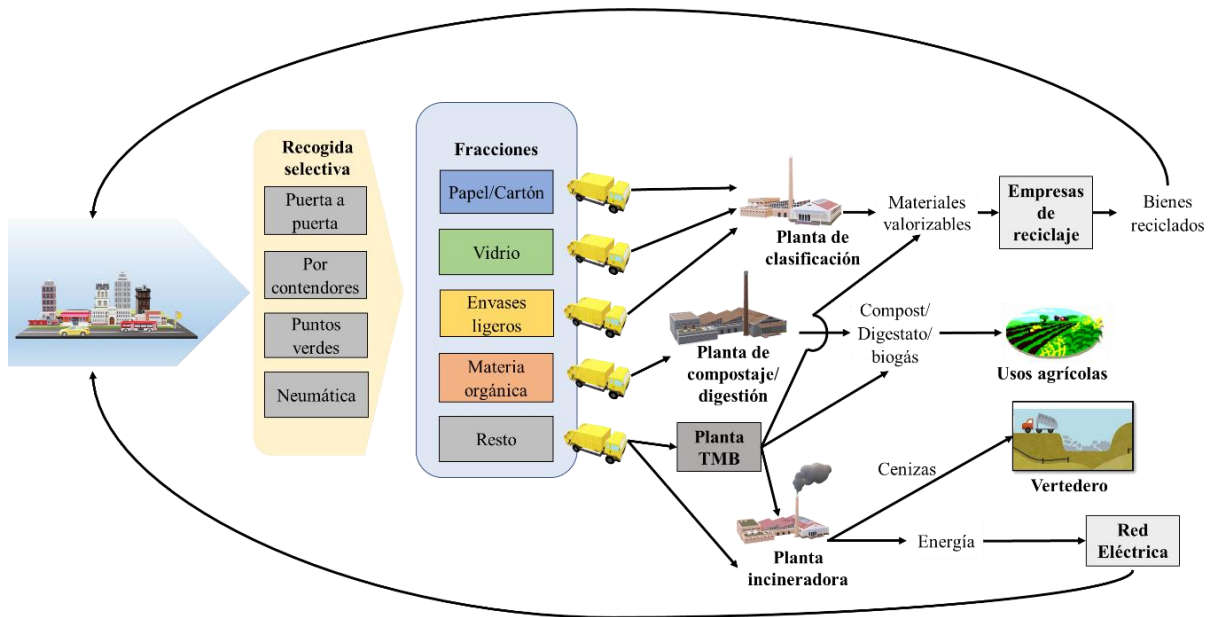 Recogida
selectiva
Puerta a
puerta
Por
contendores
Puntos
verdes
Neumática
Fracciones
Papel/Cartón
Vidrio
Envases
ligeros
Materia
orgánica
Resto
Planta de
clasificación
Planta de
compostaje/
digestión
Planta
TMB
Planta
incineradora
Materiales
valorizables
Compost/
Digestato/
biogás
Cenizas
Energía
Empresas
de
reciclaje
Bienes
reciclados
Usos agrícolas
Vertedero
Red
Eléctrica